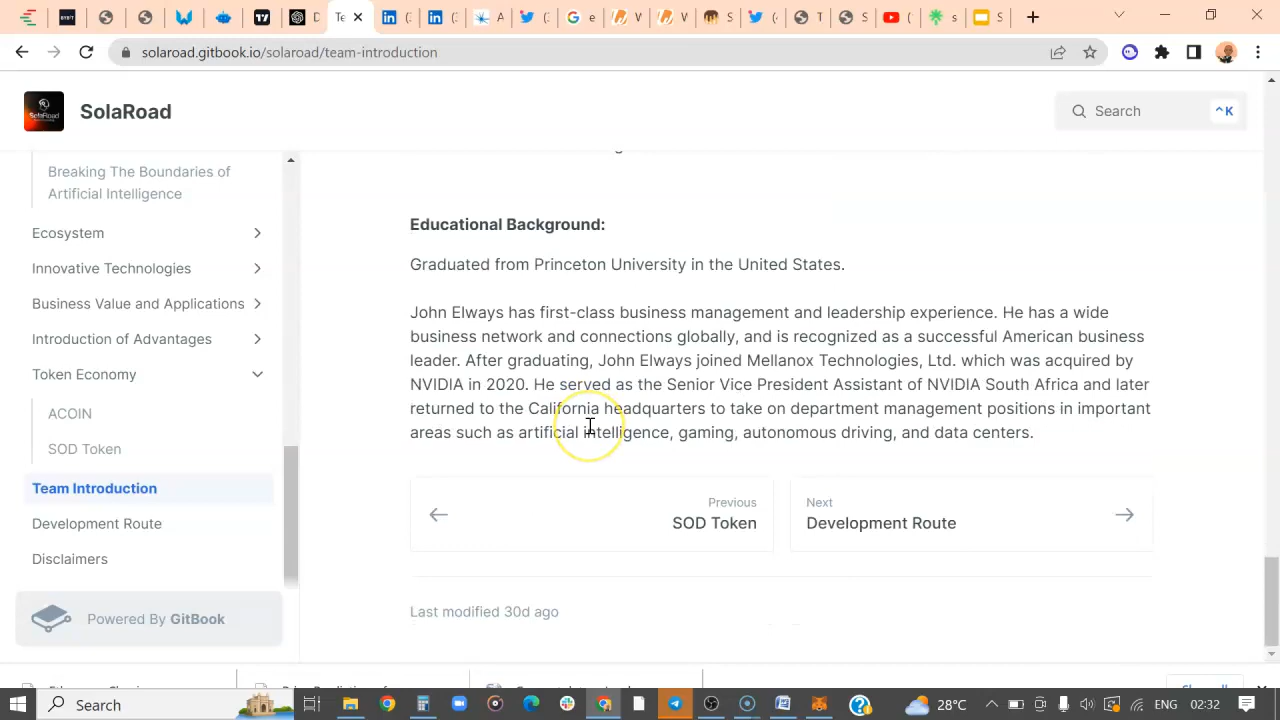 Te
(
(
A
(
e
V
V
(
T
S
(
s
S
solaroad.gitbook.io/solaroad/team-introduction
SolaRoad
SolaRoad
Search
^K
Breaking The Boundaries of
Artificial Intelligence
Ecosystem
Innovative Technologies
Business Value and Applications
Introduction of Advantages
Token Economy
ACOIN
SOD Token
Team Introduction
Development Route
Disclaimers
Powered By GitBook
Educational Background:
Graduated from Princeton University in the United States.
John Elways has first-class business management and leadership experience. He has a wide
business network and connections globally, and is recognized as a successful American business
leader. After graduating, John Elways joined Mellanox Technologies, Ltd. which was acquired by
NVIDIA in 2020. He served as the Senior Vice President Assistant of NVIDIA South Africa and later
returned to the California headquarters to take on department management positions in important
areas such as artificial intelligence, gaming, autonomous driving, and data centers.
Previous
SOD Token
Next
Development Route
Last modified 30d ago
Search
28°C
ENG
02:32